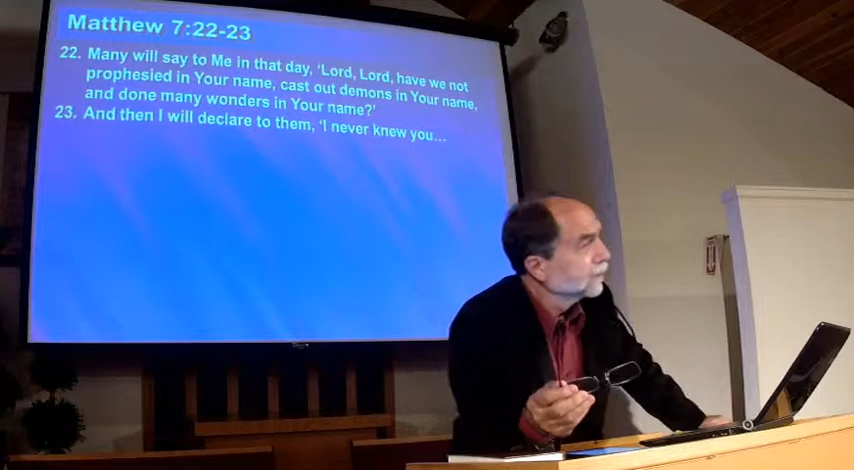 Matthew 7:22-23
22. Many will say to Me in that day, 'Lord, Lord, have we not
prophesied in Your name, cast out demons in Your name,
and done many wonders in Your name?'
23. And then I will declare to them, 'I never knew you…